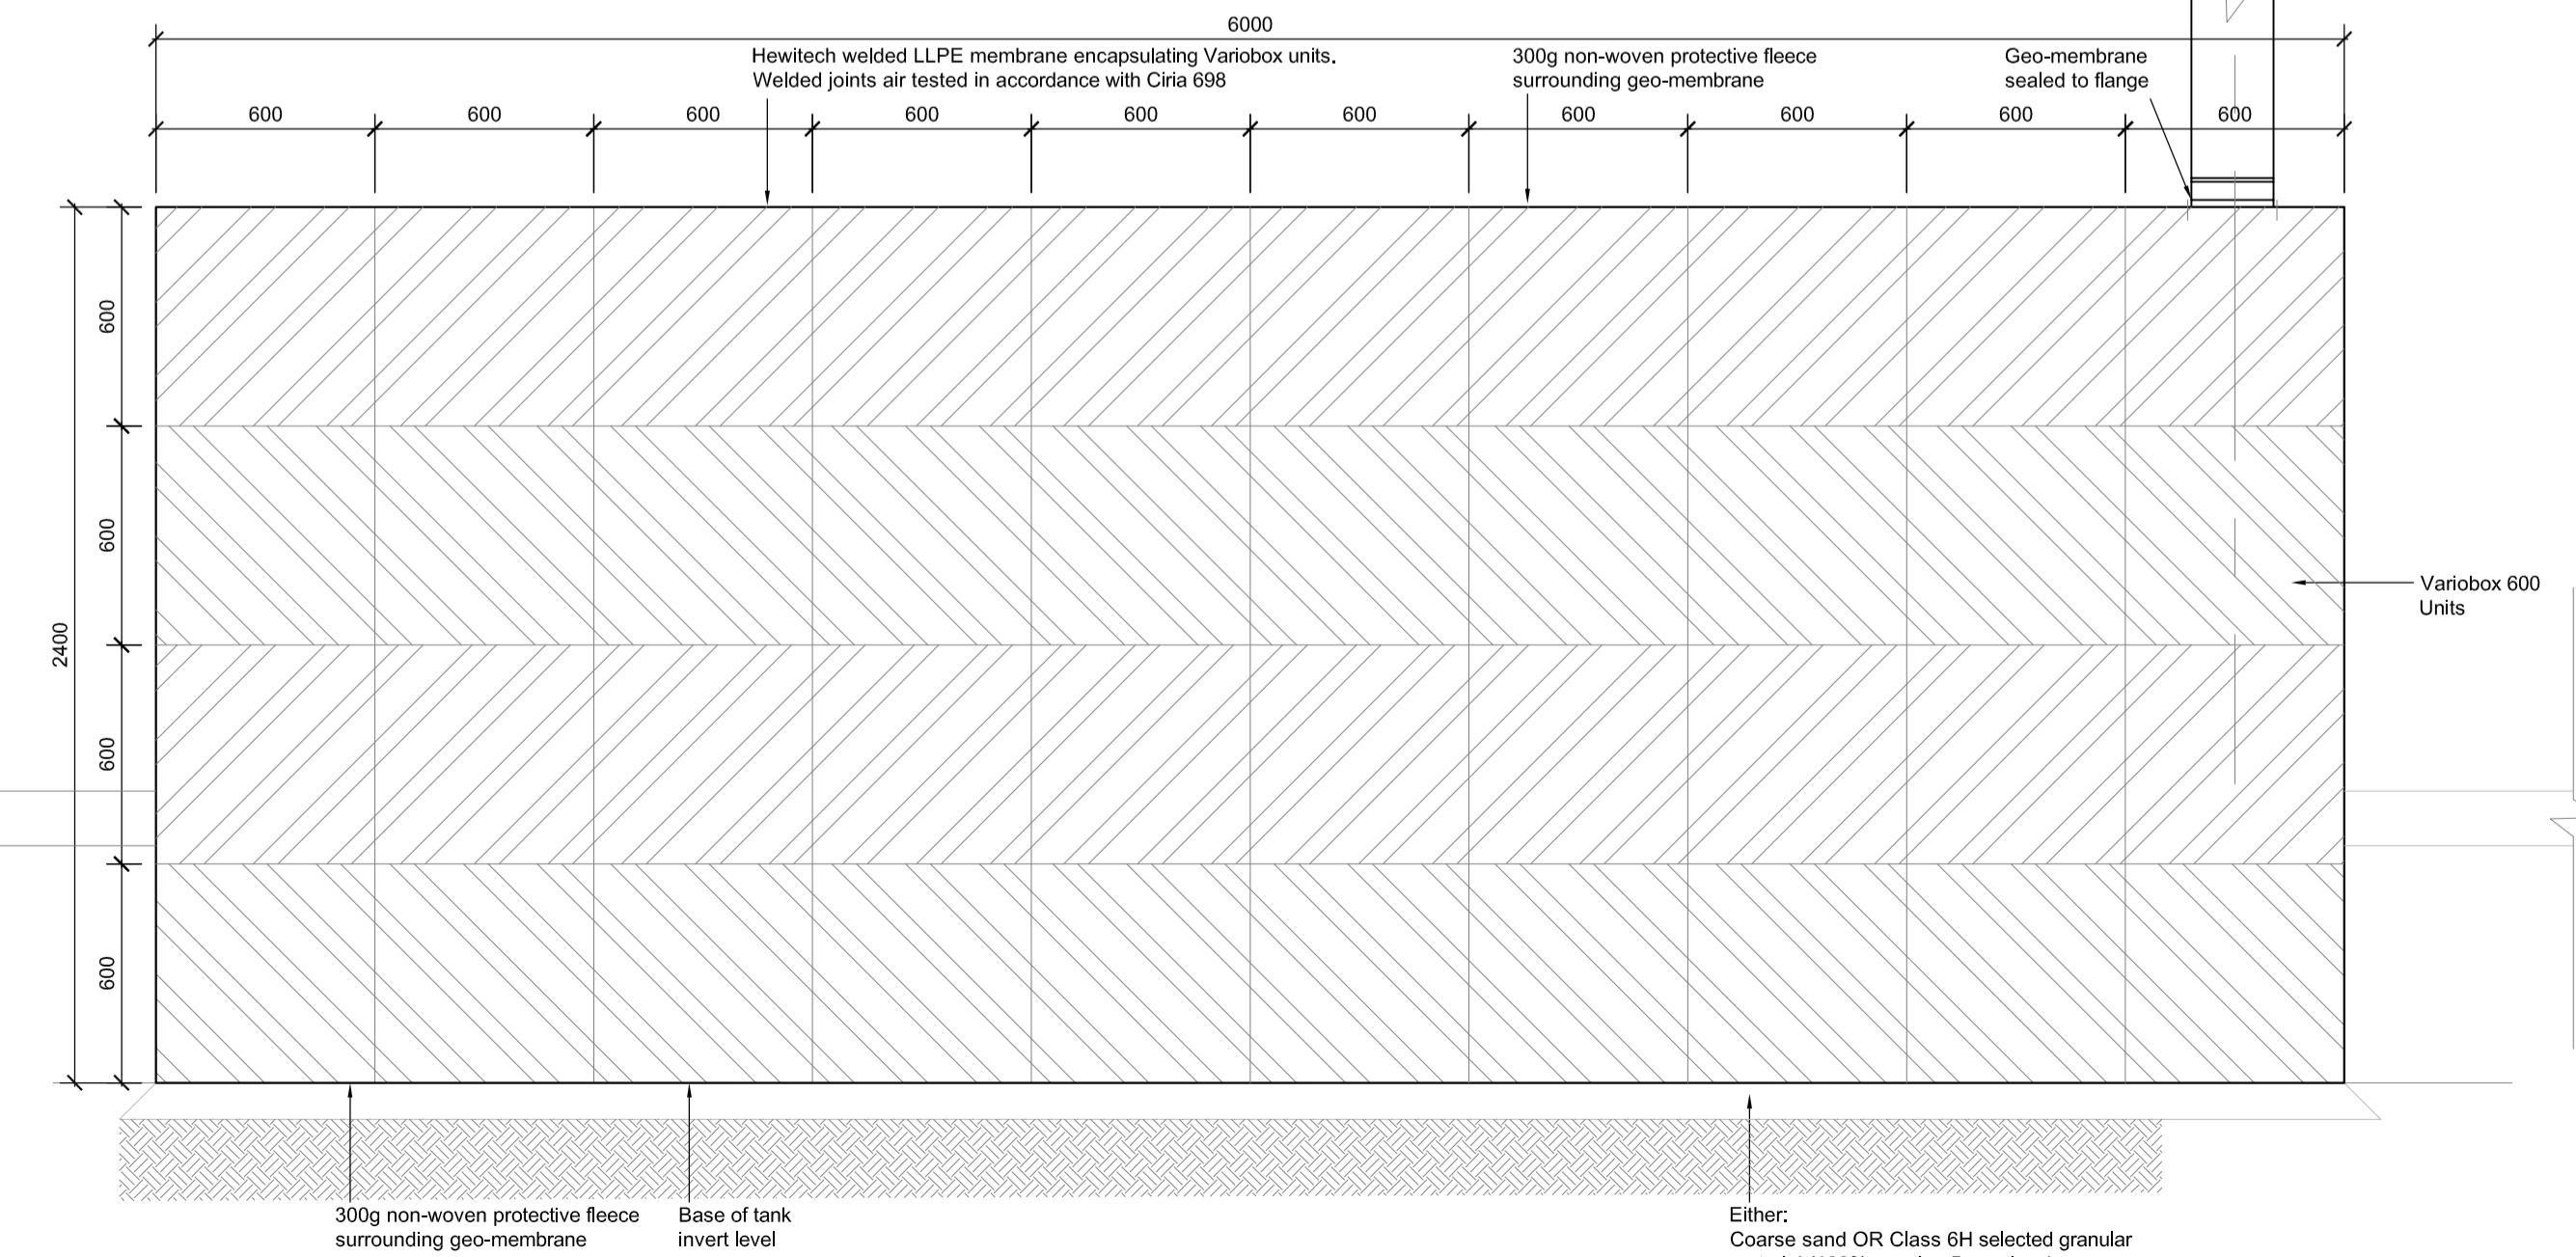 6000
Hewitech welded LLPE membrane encapsulating Variobox units.
Welded joints air tested in accordance with Ciria 698
300g non-woven protective fleece
surrounding geo-membrane
Geo-membrane
sealed to flange
600 600 600 600 600 600 600 600 600 600
600
600
2400
600
600
Variobox 600
Units
300g non-woven protective fleece
surrounding geo-membrane
Base of tank
invert level
Either:
Coarse sand OR Class 6H selected granular